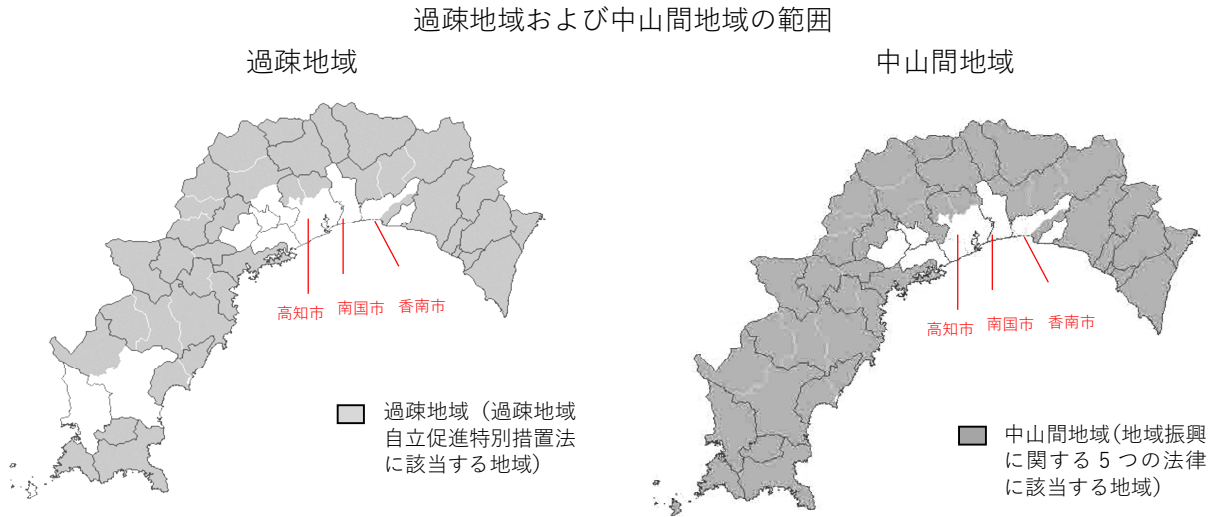 過疎地域および中山間地域の範囲
過疎地域
中山間地域
高知市
南国市
香南市
高知市
南国市
香南市
過疎地域（過疎地域
自立促進特別措置法
に該当する地域）
中山間地域（地域振興
に関する 5 つの法律
に該当する地域）